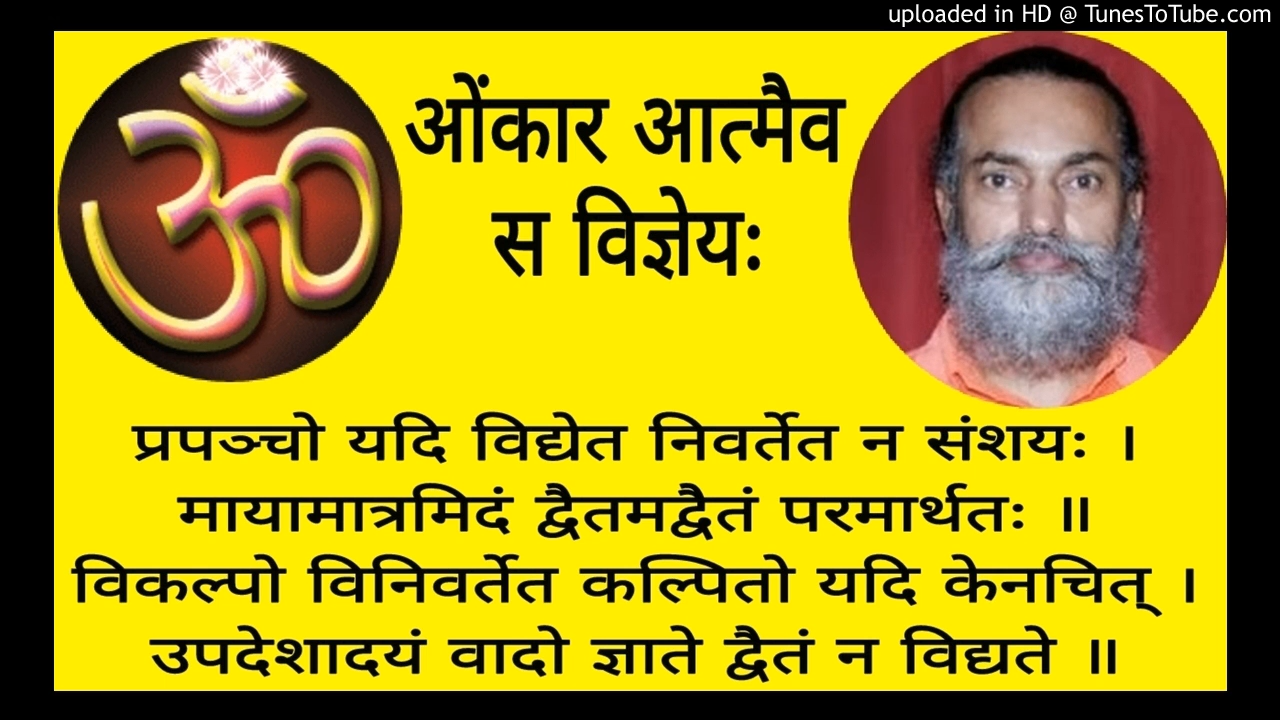 uploaded in HD @ TunesToTube.com
ॐ
ओंकार आत्मैव
स विज्ञेयः
प्रपञ्चो यदि विद्येत निवर्तेत न संशयः ।
मायामात्रमिदं द्वैतमद्वैतं परमार्थतः ॥
विकल्पो विनिवर्तेत कल्पितो यदि केनचित् ।
उपदेशादयं वादो ज्ञाते द्वैतं न विद्यते ॥